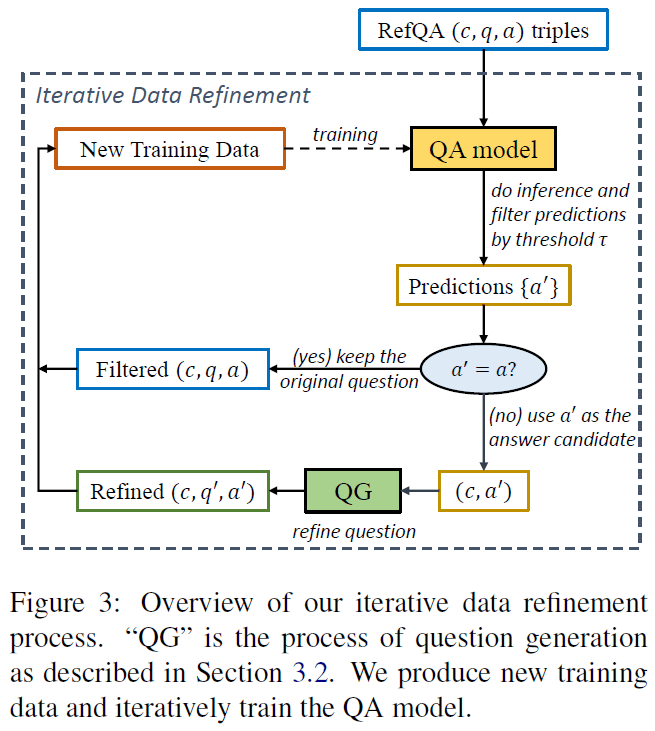 RefQA (c, q, a) triples
Iterative Data Refinement
New Training Data
training
QA model
do inference and
filter predictions
by threshold τ
Predictions {a′}
Filtered (c, q, a)
(yes) keep the
original question
a′ = a?
(no) use a′ as the
answer candidate
Refined (c, q′, a′)
QG
(c, a′)
refine question
Figure 3: Overview of our iterative data refinement
process. “QG” is the process of question generation
as described in Section 3.2. We produce new training
data and iteratively train the QA model.